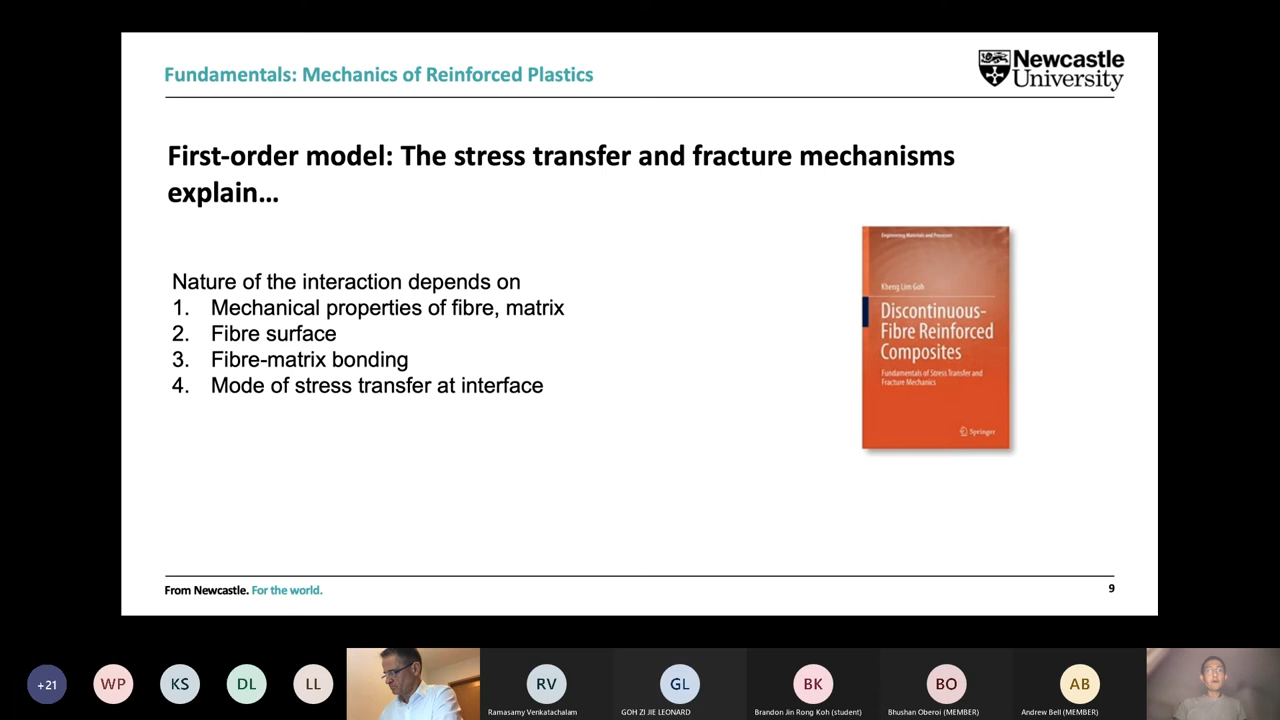 Fundamentals: Mechanics of Reinforced Plastics
Newcastle
University
First-order model: The stress transfer and fracture mechanisms
explain…
Nature of the interaction depends on
1. Mechanical properties of fibre, matrix
2. Fibre surface
3. Fibre-matrix bonding
4. Mode of stress transfer at interface
Engineering Materials and Processes
Kheng Lim Goh
Discontinuous-
Fibre Reinforced
Composites
Fundamentals of Stress Transfer and
Fracture Mechanics
Springer
From Newcastle. For the world.
9
+21
WP
KS
DL
LL
RV
GL
BK
BO
AB
Ramasamy Venkatachalam
GOH ZI JIE LEONARD
Brandon Jin Rong Koh (student)
Bhushan Oberoi (MEMBER)
Andrew Bell (MEMBER)